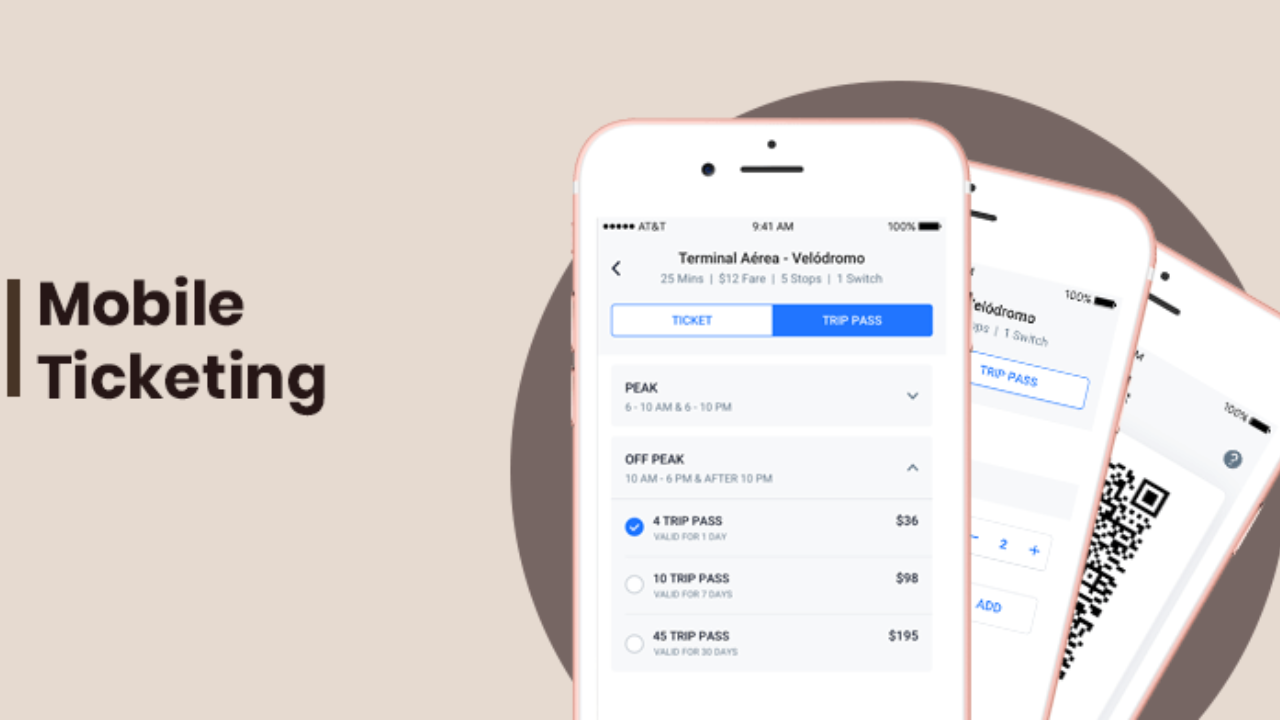 Mobile
Ticketing
AT&T 9:41 AM 100%
Terminal Aérea - Velódromo
25 Mins | $12 Fare | 5 Stops | 1 Switch
TICKET TRIP PASS
PEAK
6 - 10 AM & 6 - 10 PM
OFF PEAK
10 AM - 6 PM & AFTER 10 PM
4 TRIP PASS $36
VALID FOR 1 DAY
10 TRIP PASS $98
VALID FOR 7 DAYS
45 TRIP PASS $195
VALID FOR 30 DAYS
100%
elódromo
ps | 1 Switch
TRIP PASS
- 2 +
ADD
M 100%
?